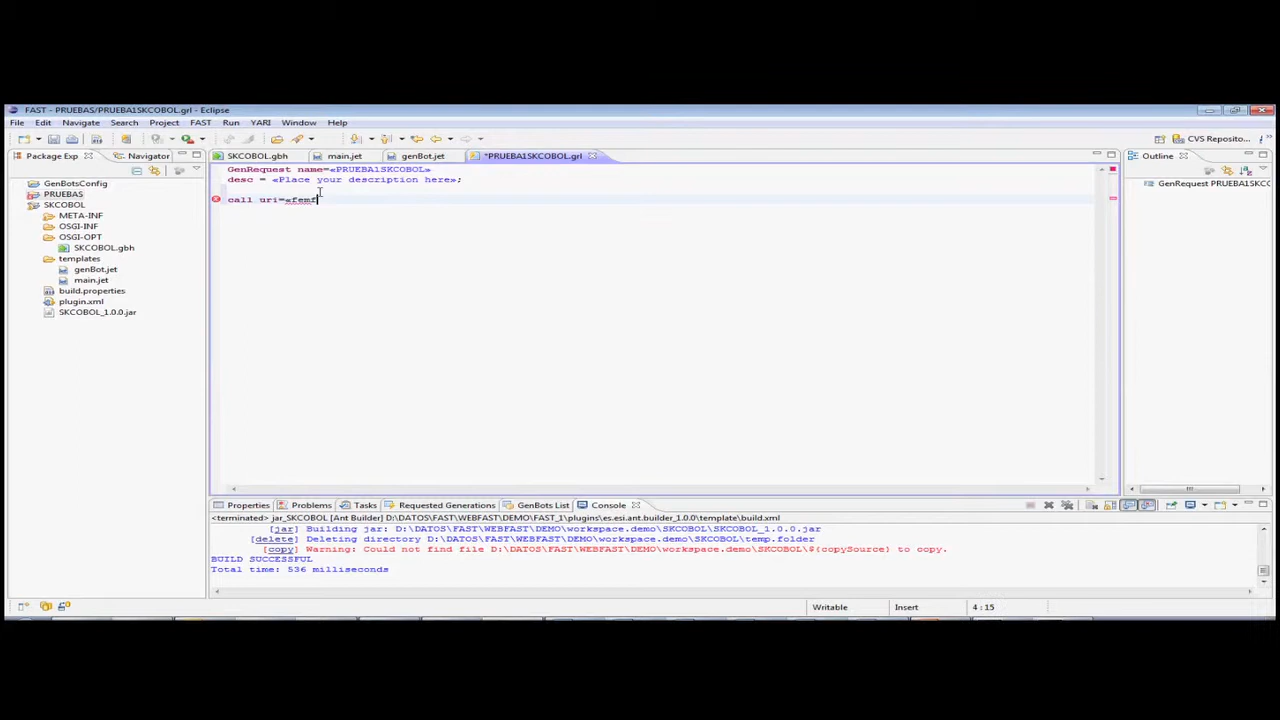 FAST - PRUEBAS/PRUEBA1SKCOBOL.grl - Eclipse
File Edit Navigate Search Project FAST Run YARI Window Help
CVS Reposito...
Package Exp
Navigator
SKCOBOL.gbh
main.jet
genBot.jet
*PRUEBA1SKCOBOL.grl
Outline
GenBotsConfig
PRUEBAS
SKCOBOL
META-INF
OSGI-INF
OSGI-OPT
SKCOBOL.gbh
templates
genBot.jet
main.jet
build.properties
plugin.xml
SKCOBOL_1.0.0.jar
GenRequest name=«PRUEBA1SKCOBOL»
desc = «Place your description here»;
call uri=«femf
GenRequest PRUEBA1SKCO
Properties Problems Tasks Requested Generations GenBots List Console
<terminated> jar_SKCOBOL [Ant Builder] D:\DATOS\FAST\WEBFAST\DEMO\FAST_1\plugins\es.esi.ant.builder_1.0.0\template\build.xml
[jar] Building jar: D:\DATOS\FAST\WEBFAST\DEMO\workspace.demo\SKCOBOL\SKCOBOL_1.0.0.jar
[delete] Deleting directory D:\DATOS\FAST\WEBFAST\DEMO\workspace.demo\SKCOBOL\temp.folder
[copy] Warning: Could not find file D:\DATOS\FAST\WEBFAST\DEMO\workspace.demo\SKCOBOL\${copySource} to copy.
BUILD SUCCESSFUL
Total time: 536 milliseconds
Writable Insert 4 : 15